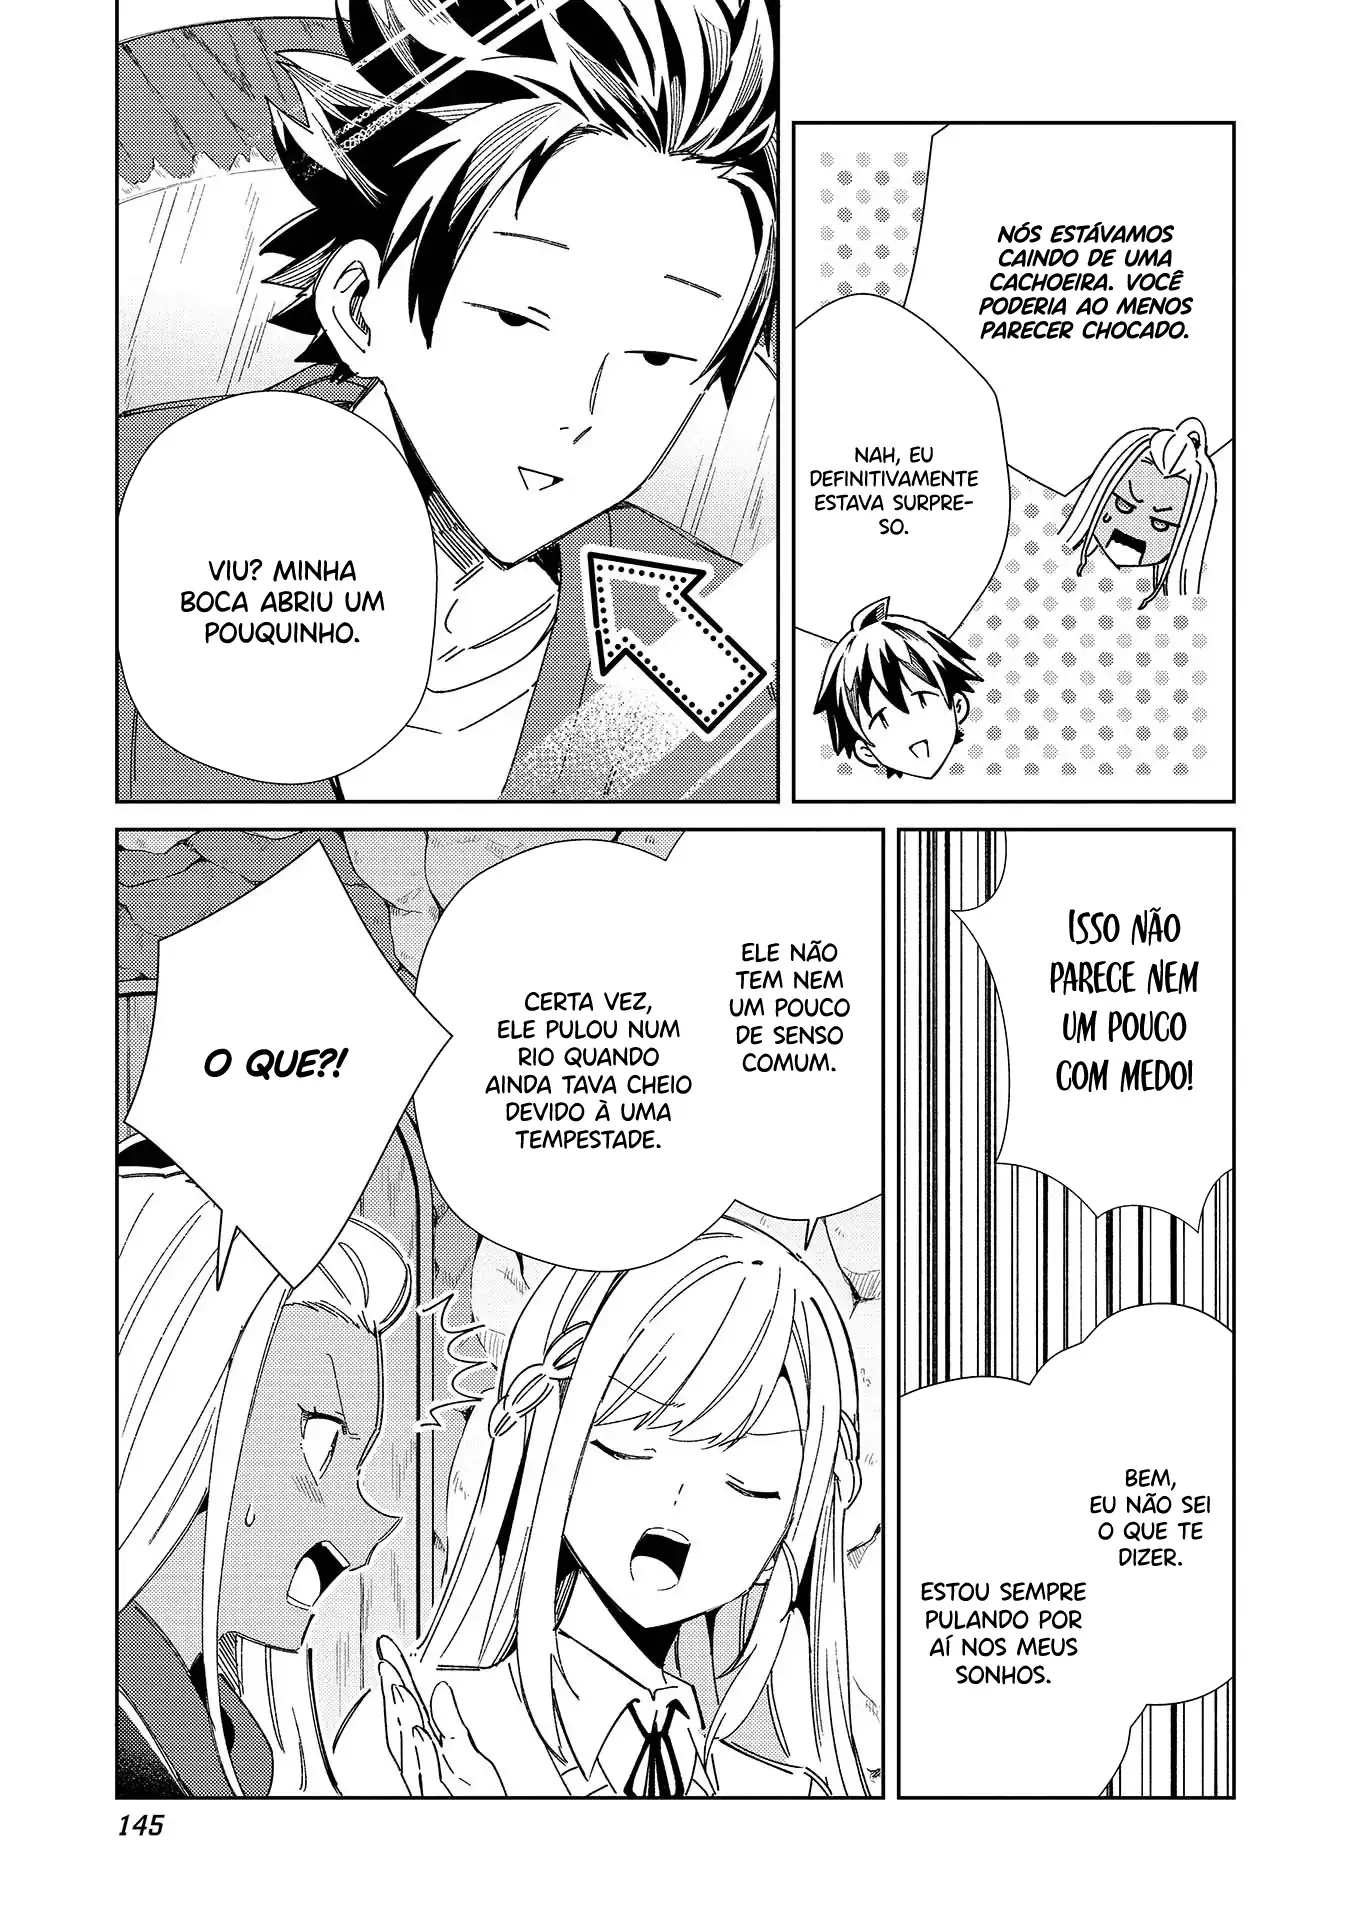 NÓS ESTÁVAMOS
CAINDO DE UMA
CACHOEIRA. VOCÊ
PODERIA AO MENOS
PARECER CHOCADO.
NAH, EU
DEFINITIVAMENTE
ESTAVA SURPRE-
SO.
VIU? MINHA
BOCA ABRIU UM
POUQUINHO.
ISSO NÃO
PARECE NEM
UM POUCO
COM MEDO!
BEM,
EU NÃO SEI
O QUE TE
DIZER.
ESTOU SEMPRE
PULANDO POR
AÍ NOS MEUS
SONHOS.
ELE NÃO
TEM NEM
UM POUCO
DE SENSO
COMUM.
CERTA VEZ,
ELE PULOU NUM
RIO QUANDO
AINDA TAVA CHEIO
DEVIDO À UMA
TEMPESTADE.
O QUE?!
145